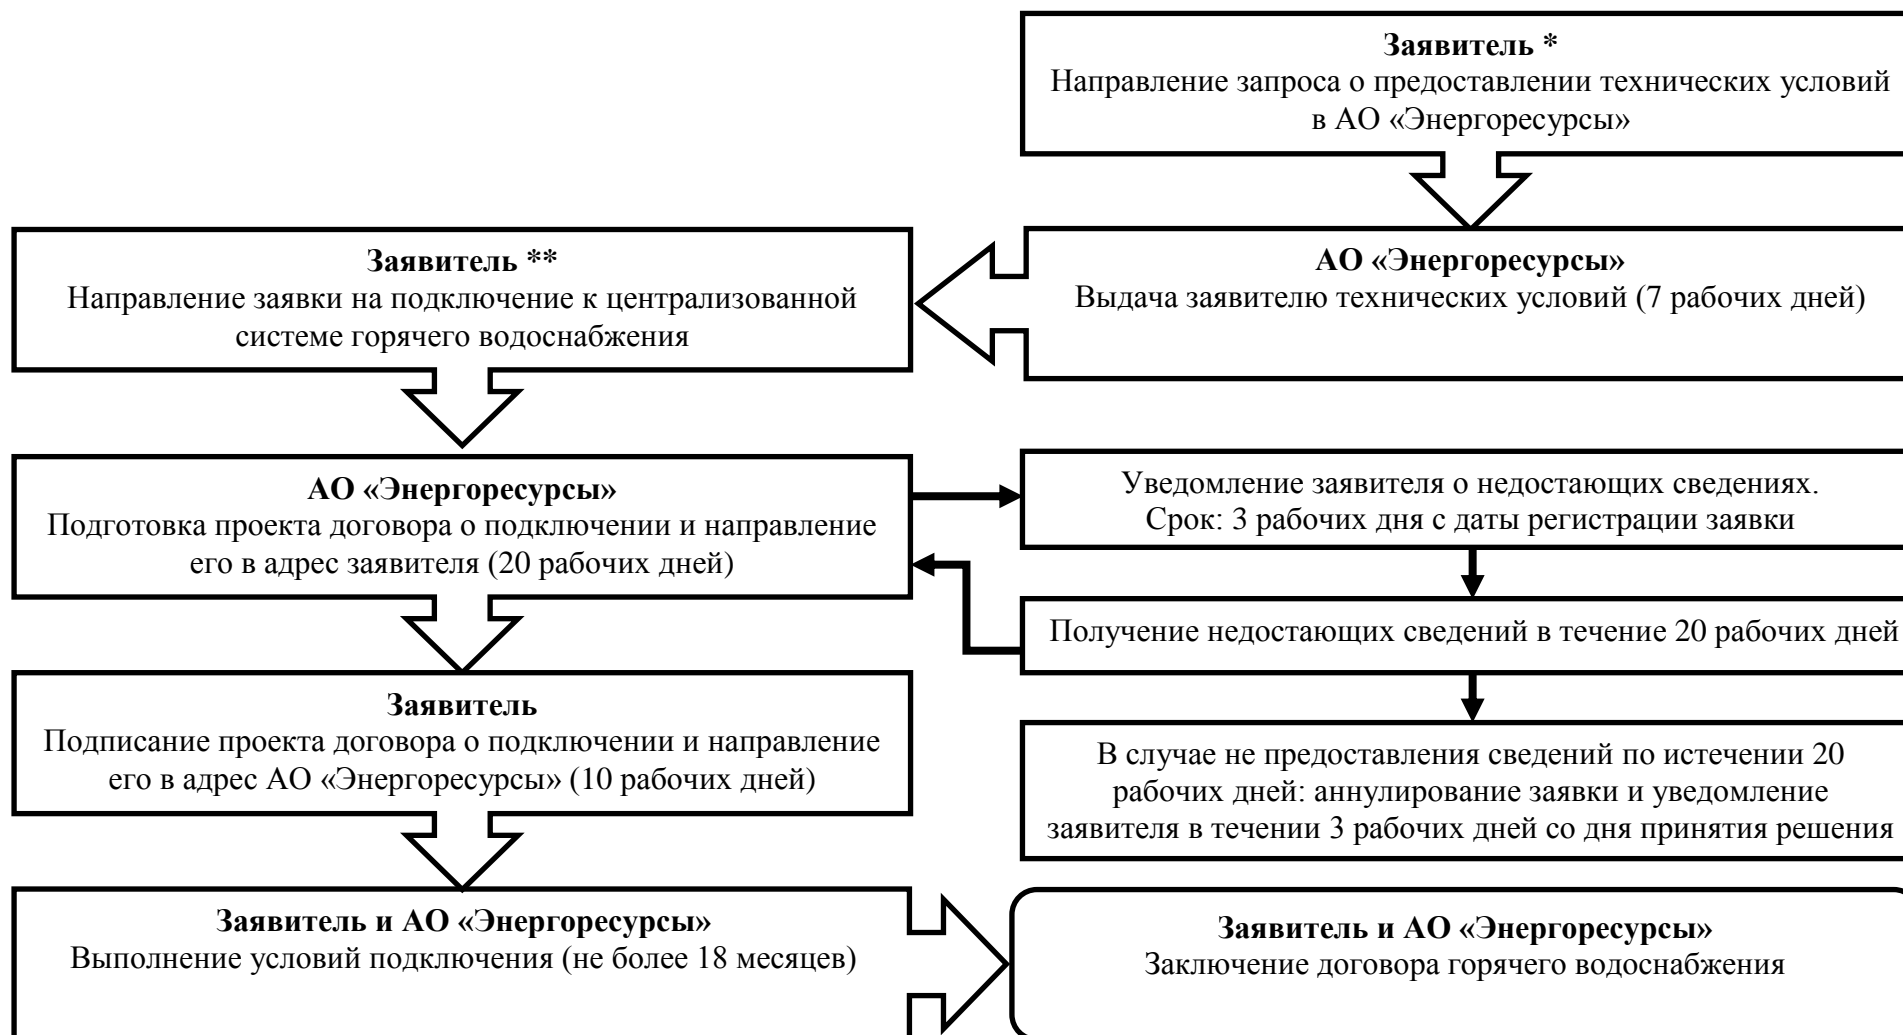 Заявитель *
Направление запроса о предоставлении технических условий
в АО «Энергоресурсы»
АО «Энергоресурсы»
Выдача заявителю технических условий (7 рабочих дней)
Заявитель **
Направление заявки на подключение к централизованной
системе горячего водоснабжения
АО «Энергоресурсы»
Подготовка проекта договора о подключении и направление
его в адрес заявителя (20 рабочих дней)
Уведомление заявителя о недостающих сведениях.
Срок: 3 рабочих дня с даты регистрации заявки
Получение недостающих сведений в течение 20 рабочих дней
В случае не предоставления сведений по истечении 20
рабочих дней: аннулирование заявки и уведомление
заявителя в течении 3 рабочих дней со дня принятия решения
Заявитель
Подписание проекта договора о подключении и направление
его в адрес АО «Энергоресурсы» (10 рабочих дней)
Заявитель и АО «Энергоресурсы»
Выполнение условий подключения (не более 18 месяцев)
Заявитель и АО «Энергоресурсы»
Заключение договора горячего водоснабжения